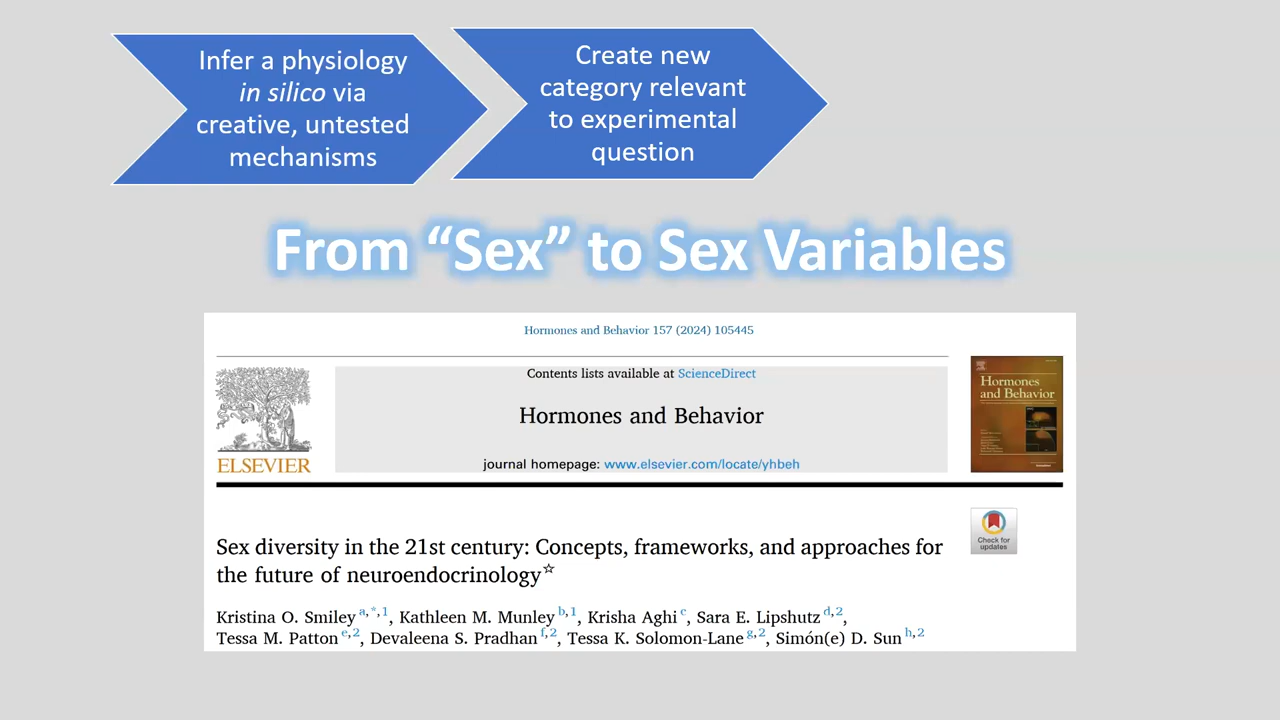 Infer a physiology
in silico via
creative, untested
mechanisms
Create new
category relevant
to experimental
question
From “Sex” to Sex Variables
Hormones and Behavior 157 (2024) 105445
Contents lists available at ScienceDirect
Hormones and Behavior
journal homepage: www.elsevier.com/locate/yhbeh
ELSEVIER
Hormones
and Behavior
Check for
updates
Sex diversity in the 21st century: Concepts, frameworks, and approaches for
the future of neuroendocrinology☆
Kristina O. Smiley a,*,1, Kathleen M. Munley b,1, Krisha Aghi c, Sara E. Lipshutz d,2,
Tessa M. Patton e,2, Devaleena S. Pradhan f,2, Tessa K. Solomon-Lane g,2, Simón(e) D. Sun h,2